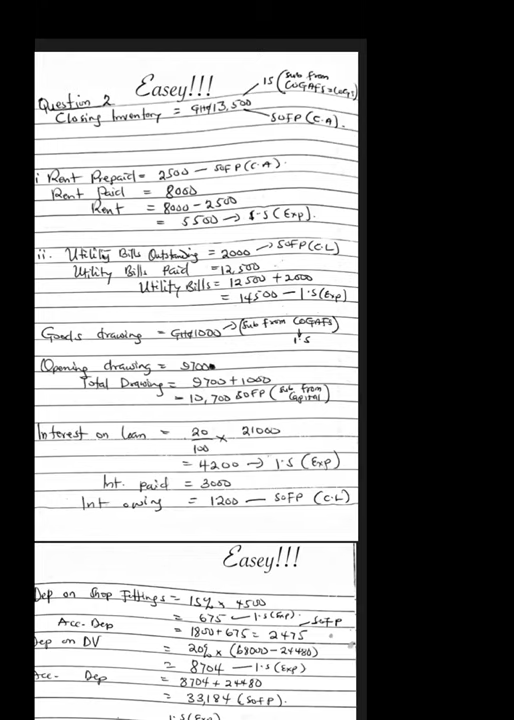 Easey!!!
IS (Sub from
COGAFS = COGS)
Question 2
Closing Inventory = GH¢13,500
SOFP (C.A).
i Rent Prepaid = 2500 — SOFP (C.A).
Rent Paid = 8000
Rent = 8000 - 2500
= 5500 → I.S (Exp).
ii. Utility Bills Outstanding = 2000 → SOFP (C.L)
Utility Bills Paid = 12,500
Utility Bills = 12500 + 2000
= 14500 — I.S (Exp)
Goods drawing = GH¢1000 → (Sub from COGAFS)
↓
I.S
Opening drawing = 9700
Total Drawing = 9700 + 1000
= 10,700 SOFP (Sub from
Capital)
Interest on loan = 20/100 × 21000
= 4200 → I.S (Exp)
Int. paid = 3000
Int owing = 1200 — SOFP (C.L)
Easey!!!
Dep on Shop Fittings = 15% × 4500
= 675 — I.S (Exp).
Acc. Dep = 1800 + 675 = 2475 — SOFP
Dep on DV = 20% × (68000 - 24480)
= 8704 — I.S (Exp)
Acc- Dep = 8704 + 24480
= 33,184 (SOFP).
I.S (Exp)